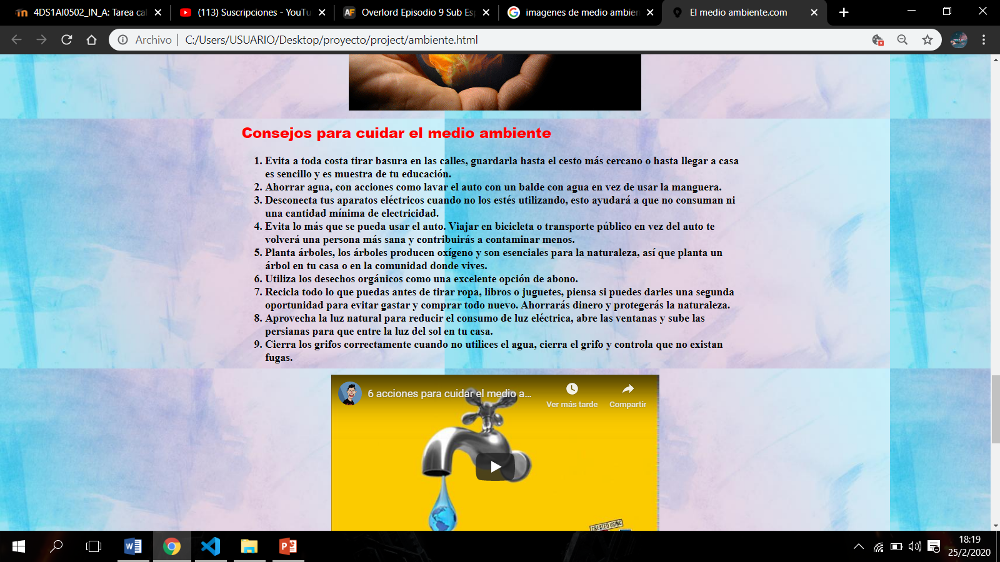 4DS1AI0502_IN_A: Tarea cal
(113) Suscripciones - YouTu
AF
Overlord Episodio 9 Sub Esp
imagenes de medio ambien
El medio ambiente.com
Archivo | C:/Users/USUARIO/Desktop/proyecto/project/ambiente.html
Consejos para cuidar el medio ambiente
1. Evita a toda costa tirar basura en las calles, guardarla hasta el cesto más cercano o hasta llegar a casa
es sencillo y es muestra de tu educación.
2. Ahorrar agua, con acciones como lavar el auto con un balde con agua en vez de usar la manguera.
3. Desconecta tus aparatos eléctricos cuando no los estés utilizando, esto ayudará a que no consuman ni
una cantidad mínima de electricidad.
4. Evita lo más que se pueda usar el auto. Viajar en bicicleta o transporte público en vez del auto te
volverá una persona más sana y contribuirás a contaminar menos.
5. Planta árboles, los árboles producen oxígeno y son esenciales para la naturaleza, así que planta un
árbol en tu casa o en la comunidad donde vives.
6. Utiliza los desechos orgánicos como una excelente opción de abono.
7. Recicla todo lo que puedas antes de tirar ropa, libros o juguetes, piensa si puedes darles una segunda
oportunidad para evitar gastar y comprar todo nuevo. Ahorrarás dinero y protegerás la naturaleza.
8. Aprovecha la luz natural para reducir el consumo de luz eléctrica, abre las ventanas y sube las
persianas para que entre la luz del sol en tu casa.
9. Cierra los grifos correctamente cuando no utilices el agua, cierra el grifo y controla que no existan
fugas.
6 acciones para cuidar el medio a...
Ver más tarde
Compartir
CREATED USING
18:19
25/2/2020